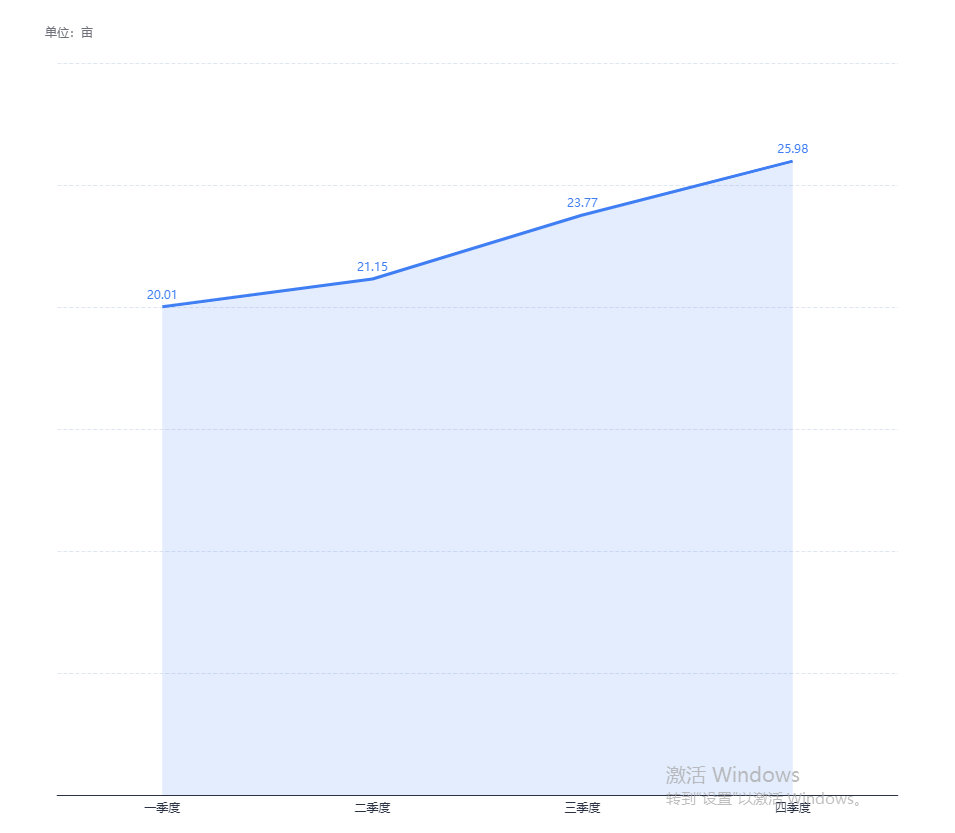 单位：亩
25.98
23.77
21.15
20.01
激活 Windows
转到"设置"以激活 Windows。
一季度
二季度
三季度
四季度